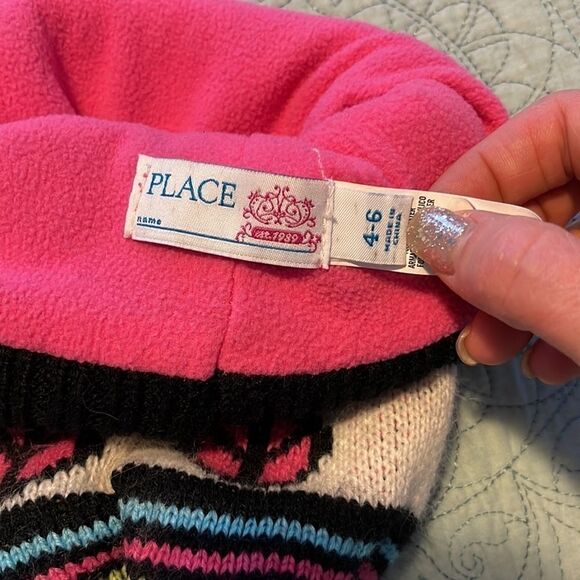 PLACE
name
est. 1989
4-6
MADE IN
CHINA